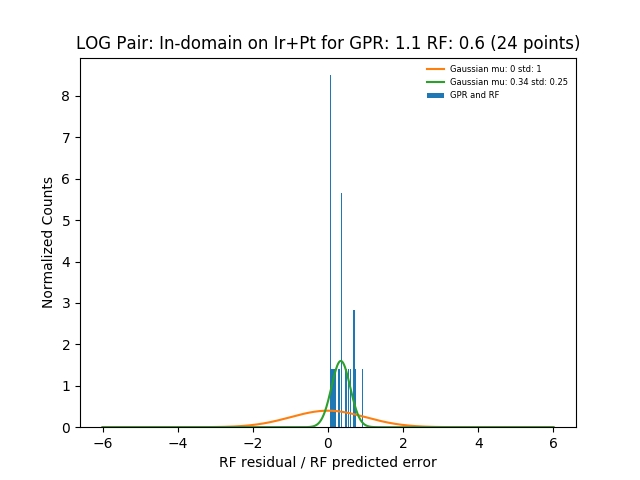 LOG Pair: In-domain on Ir+Pt for GPR: 1.1 RF: 0.6 (24 points)
Gaussian mu: 0 std: 1
Gaussian mu: 0.34 std: 0.25
GPR and RF
Normalized Counts
8
7
6
5
4
3
2
1
0
−6
−4
−2
0
2
4
6
RF residual / RF predicted error